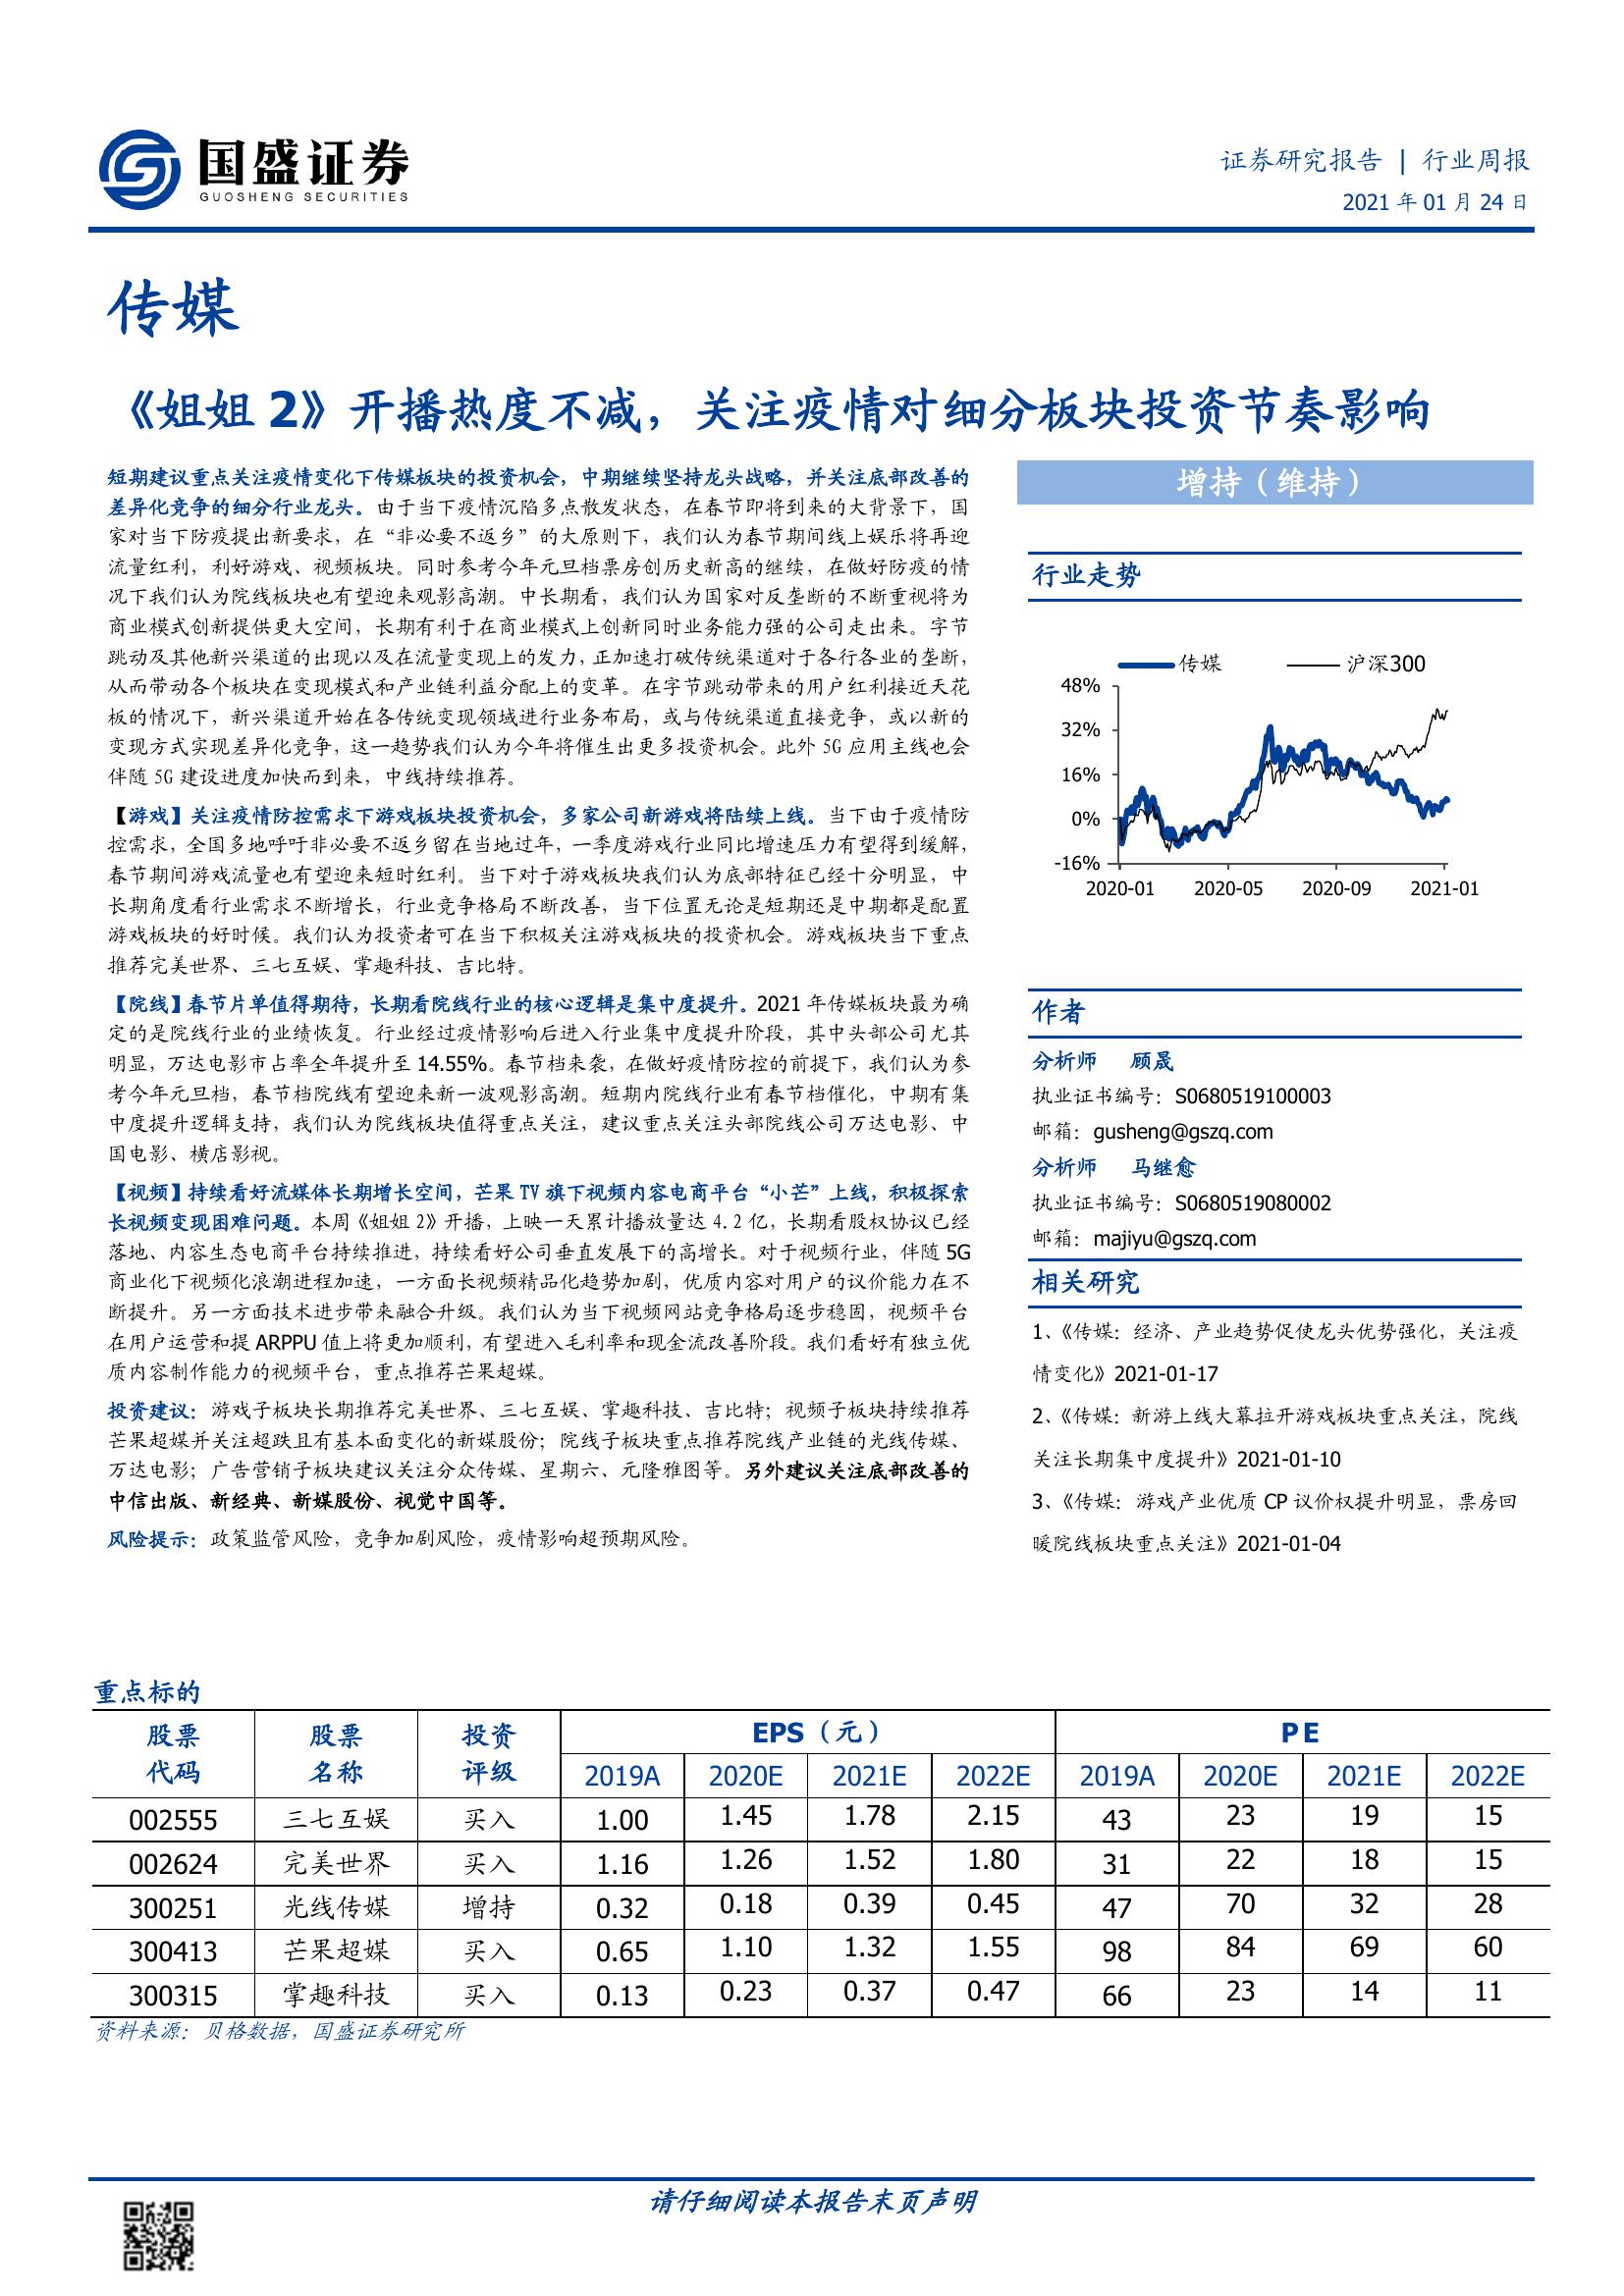 国盛证券
GUOSHENG SECURITIES
证券研究报告 | 行业周报
2021 年 01 月 24 日
传媒
《姐姐 2》开播热度不减，关注疫情对细分板块投资节奏影响
短期建议重点关注疫情变化下传媒板块的投资机会，中期继续坚持龙头战略，并关注底部改善的
差异化竞争的细分行业龙头。由于当下疫情沉陷多点散发状态，在春节即将到来的大背景下，国
家对当下防疫提出新要求，在“非必要不返乡”的大原则下，我们认为春节期间线上娱乐将再迎
流量红利，利好游戏、视频板块。同时参考今年元旦档票房创历史新高的继续，在做好防疫的情
况下我们认为院线板块也有望迎来观影高潮。中长期看，我们认为国家对反垄断的不断重视将为
商业模式创新提供更大空间，长期有利于在商业模式上创新同时业务能力强的公司走出来。字节
跳动及其他新兴渠道的出现以及在流量变现上的发力，正加速打破传统渠道对于各行各业的垄断，
从而带动各个板块在变现模式和产业链利益分配上的变革。在字节跳动带来的用户红利接近天花
板的情况下，新兴渠道开始在各传统变现领域进行业务布局，或与传统渠道直接竞争，或以新的
变现方式实现差异化竞争，这一趋势我们认为今年将催生出更多投资机会。此外 5G 应用主线也会
伴随 5G 建设进度加快而到来，中线持续推荐。
【游戏】关注疫情防控需求下游戏板块投资机会，多家公司新游戏将陆续上线。当下由于疫情防
控需求，全国多地呼吁非必要不返乡留在当地过年，一季度游戏行业同比增速压力有望得到缓解，
春节期间游戏流量也有望迎来短时红利。当下对于游戏板块我们认为底部特征已经十分明显，中
长期角度看行业需求不断增长，行业竞争格局不断改善，当下位置无论是短期还是中期都是配置
游戏板块的好时候。我们认为投资者可在当下积极关注游戏板块的投资机会。游戏板块当下重点
推荐完美世界、三七互娱、掌趣科技、吉比特。
【院线】春节片单值得期待，长期看院线行业的核心逻辑是集中度提升。2021 年传媒板块最为确
定的是院线行业的业绩恢复。行业经过疫情影响后进入行业集中度提升阶段，其中头部公司尤其
明显，万达电影市占率全年提升至 14.55%。春节档来袭，在做好疫情防控的前提下，我们认为参
考今年元旦档，春节档院线有望迎来新一波观影高潮。短期内院线行业有春节档催化，中期有集
中度提升逻辑支持，我们认为院线板块值得重点关注，建议重点关注头部院线公司万达电影、中
国电影、横店影视。
【视频】持续看好流媒体长期增长空间，芒果 TV 旗下视频内容电商平台“小芒”上线，积极探索
长视频变现困难问题。本周《姐姐 2》开播，上映一天累计播放量达 4.2 亿，长期看股权协议已经
落地、内容生态电商平台持续推进，持续看好公司垂直发展下的高增长。对于视频行业，伴随 5G
商业化下视频化浪潮进程加速，一方面长视频精品化趋势加剧，优质内容对用户的议价能力在不
断提升。另一方面技术进步带来融合升级。我们认为当下视频网站竞争格局逐步稳固，视频平台
在用户运营和提 ARPPU 值上将更加顺利，有望进入毛利率和现金流改善阶段。我们看好有独立优
质内容制作能力的视频平台，重点推荐芒果超媒。
投资建议：游戏子板块长期推荐完美世界、三七互娱、掌趣科技、吉比特；视频子板块持续推荐
芒果超媒并关注超跌且有基本面变化的新媒股份；院线子板块重点推荐院线产业链的光线传媒、
万达电影；广告营销子板块建议关注分众传媒、星期六、元隆雅图等。另外建议关注底部改善的
中信出版、新经典、新媒股份、视觉中国等。
风险提示：政策监管风险，竞争加剧风险，疫情影响超预期风险。
增持（维持）
行业走势
传媒 沪深300
48%
32%
16%
0%
-16%
2020-01 2020-05 2020-09 2021-01
作者
分析师 顾晟
执业证书编号：S0680519100003
邮箱：gusheng@gszq.com
分析师 马继愈
执业证书编号：S0680519080002
邮箱：majiyu@gszq.com
相关研究
1、《传媒：经济、产业趋势促使龙头优势强化，关注疫
情变化》2021-01-17
2、《传媒：新游上线大幕拉开游戏板块重点关注，院线
关注长期集中度提升》2021-01-10
3、《传媒：游戏产业优质 CP 议价权提升明显，票房回
暖院线板块重点关注》2021-01-04
重点标的
股票 股票 投资 EPS（元） P E
代码 名称 评级 2019A 2020E 2021E 2022E 2019A 2020E 2021E 2022E
002555 三七互娱 买入 1.00 1.45 1.78 2.15 43 23 19 15
002624 完美世界 买入 1.16 1.26 1.52 1.80 31 22 18 15
300251 光线传媒 增持 0.32 0.18 0.39 0.45 47 70 32 28
300413 芒果超媒 买入 0.65 1.10 1.32 1.55 98 84 69 60
300315 掌趣科技 买入 0.13 0.23 0.37 0.47 66 23 14 11
资料来源：贝格数据，国盛证券研究所
请仔细阅读本报告末页声明